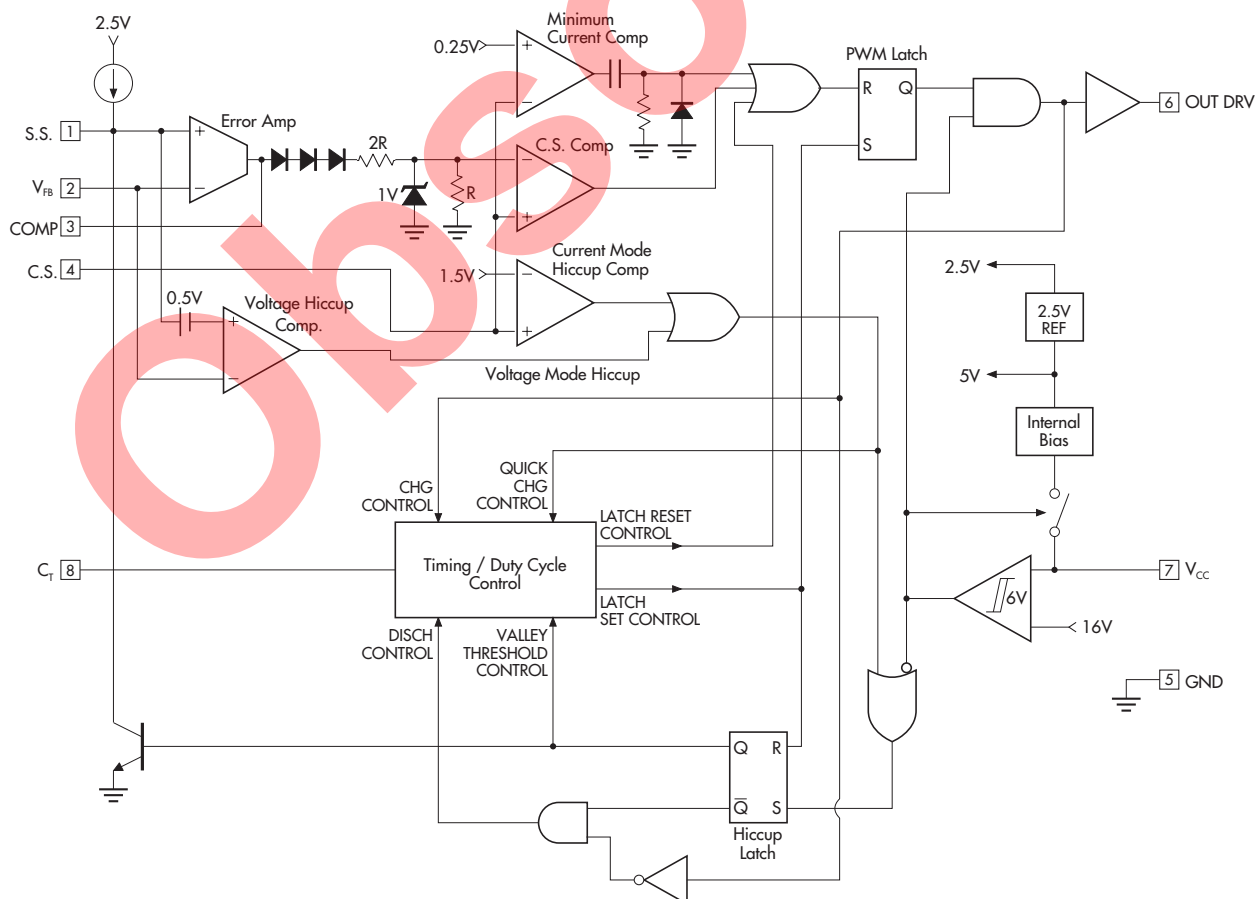 2.5V
Minimum
Current Comp
0.25V
PWM Latch
R Q
S
6 OUT DRV
S.S. 1
Error Amp
+
−
2R
V_FB 2
COMP 3
1V
R
C.S. Comp
−
+
C.S. 4
Current Mode
Hiccup Comp
1.5V
−
+
0.5V
Voltage Hiccup
Comp.
+
−
Voltage Mode Hiccup
2.5V
2.5V
REF
5V
Internal
Bias
CHG
CONTROL
QUICK
CHG
CONTROL
LATCH RESET
CONTROL
C_T 8
Timing / Duty Cycle
Control
LATCH
SET CONTROL
DISCH
CONTROL
VALLEY
THRESHOLD
CONTROL
6V
7 V_CC
16V
5 GND
Q R
Q̅ S
Hiccup
Latch
+
−
Obso